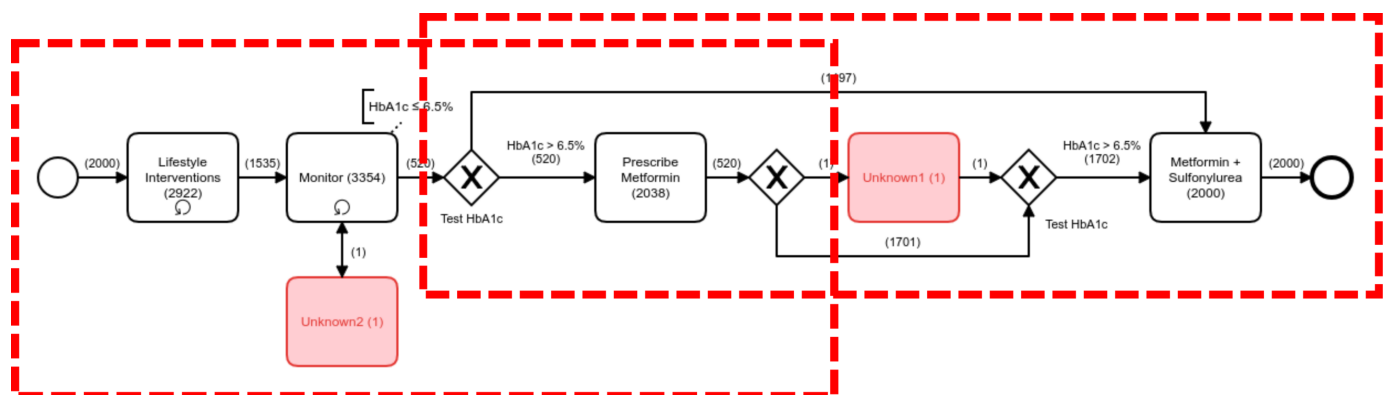 HbA1c ≤ 6.5%
(2000)
Lifestyle
Interventions
(2922)
(1535)
Monitor (3354)
(520)
Test HbA1c
HbA1c > 6.5%
(520)
Prescribe
Metformin
(2038)
(520)
(1)
Unknown1 (1)
(1)
(1701)
Test HbA1c
HbA1c > 6.5%
(1702)
Metformin +
Sulfonylurea
(2000)
(2000)
(1)
Unknown2 (1)